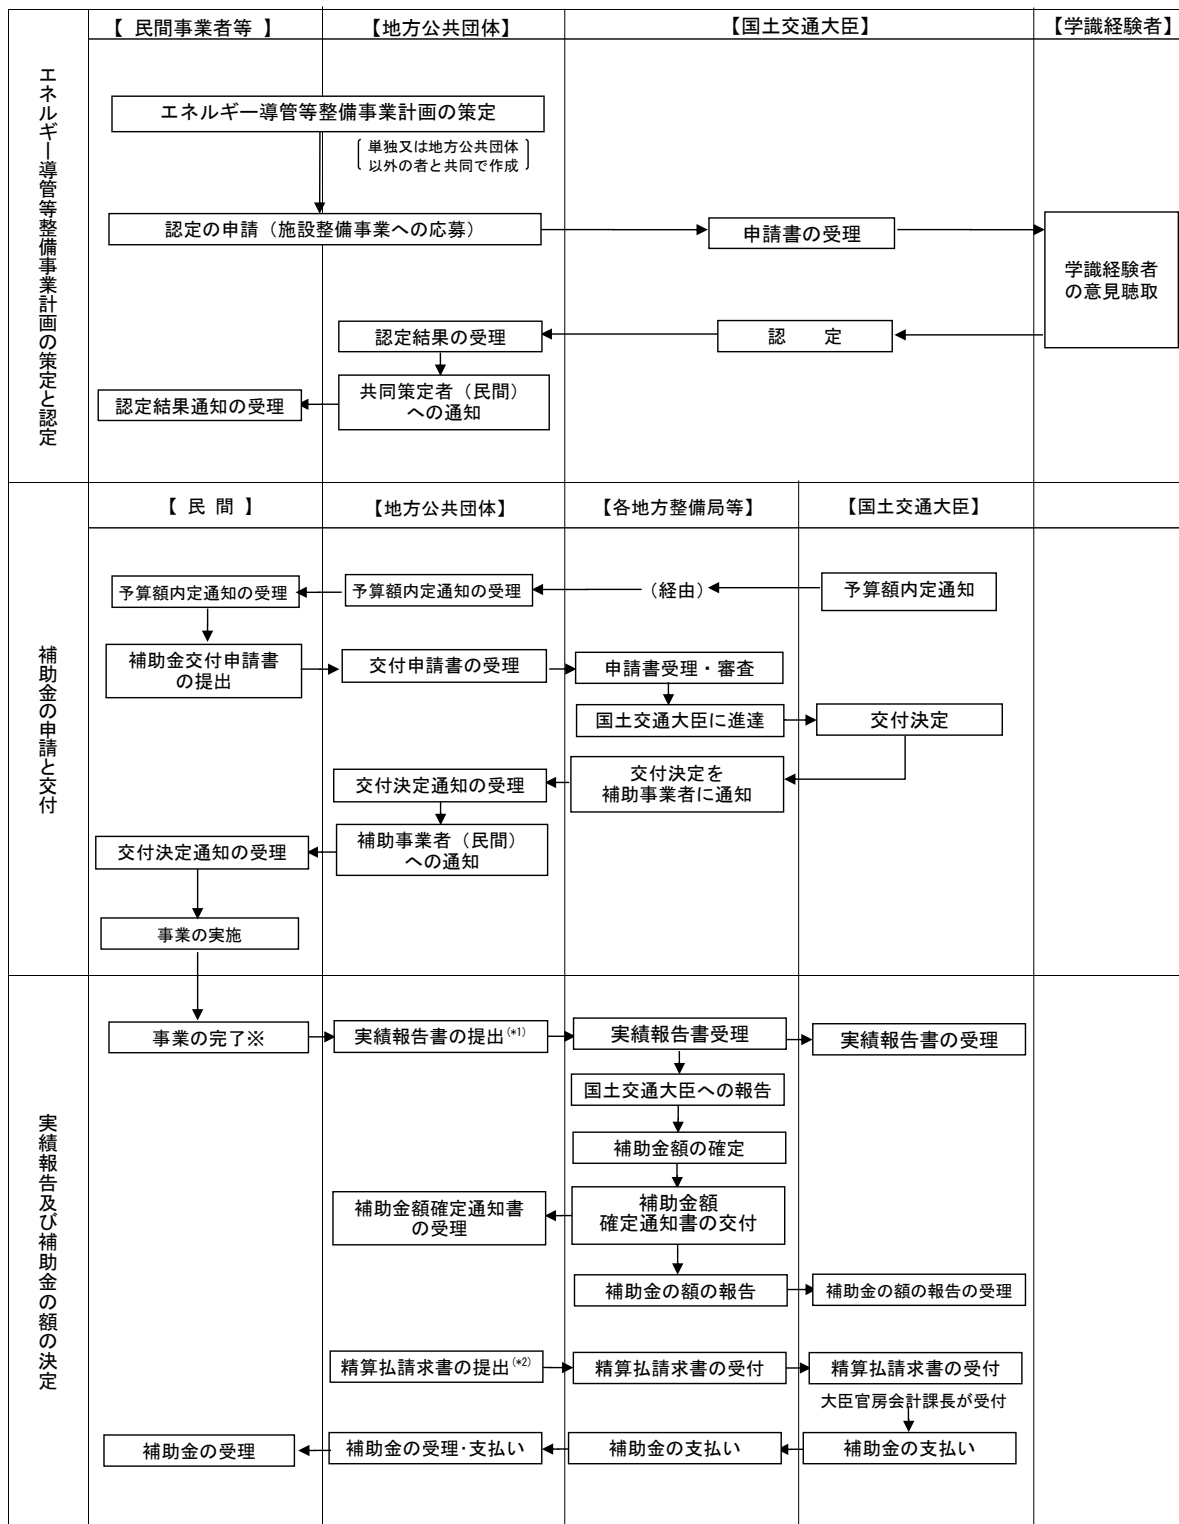 【 民間事業者等 】
【地方公共団体】
【国土交通大臣】
【学識経験者】
エネルギー導管等整備事業計画の策定と認定
エネルギー導管等整備事業計画の策定
単独又は地方公共団体
以外の者と共同で作成
認定の申請（施設整備事業への応募）
申請書の受理
学識経験者
の意見聴取
認　　定
認定結果の受理
共同策定者（民間）
への通知
認定結果通知の受理
【 民 間 】
【地方公共団体】
【各地方整備局等】
【国土交通大臣】
補助金の申請と交付
予算額内定通知の受理
予算額内定通知の受理
（経由）
予算額内定通知
補助金交付申請書
の提出
交付申請書の受理
申請書受理・審査
国土交通大臣に進達
交付決定
交付決定を
補助事業者に通知
交付決定通知の受理
補助事業者（民間）
への通知
交付決定通知の受理
事業の実施
実績報告及び補助金の額の決定
事業の完了※
実績報告書の提出(*1)
実績報告書受理
実績報告書の受理
国土交通大臣への報告
補助金額の確定
補助金額
確定通知書の交付
補助金額確定通知書
の受理
補助金の額の報告
補助金の額の報告の受理
精算払請求書の提出(*2)
精算払請求書の受付
精算払請求書の受付
大臣官房会計課長が受付
補助金の受理
補助金の受理･支払い
補助金の支払い
補助金の支払い